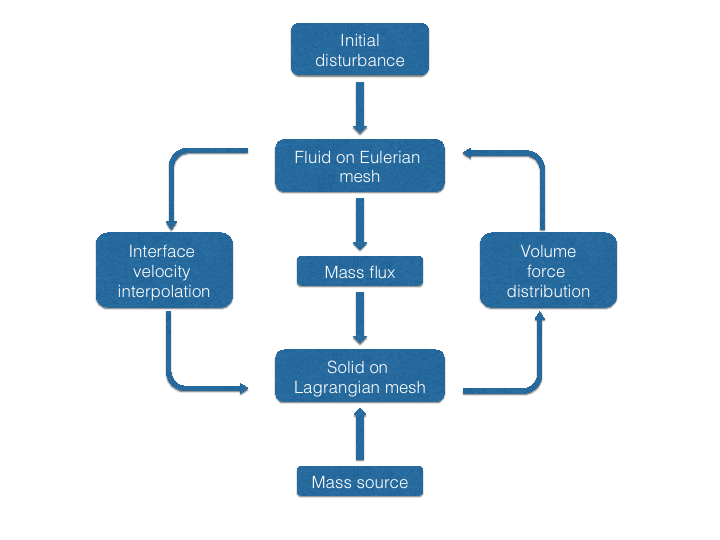 Initial
disturbance
Fluid on Eulerian
mesh
Interface
velocity
interpolation
Mass flux
Volume
force
distribution
Solid on
Lagrangian mesh
Mass source